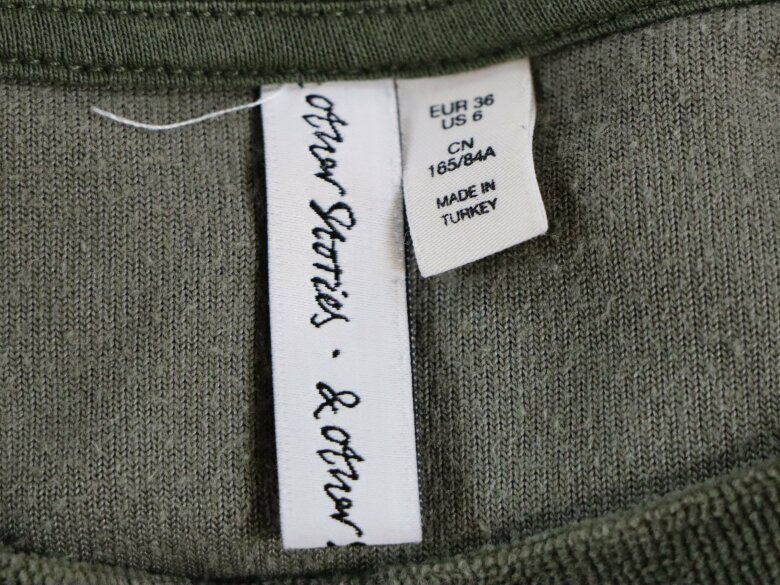 other Stories. & other
EUR 36
US 6
CN
165/84A
MADE IN
TURKEY